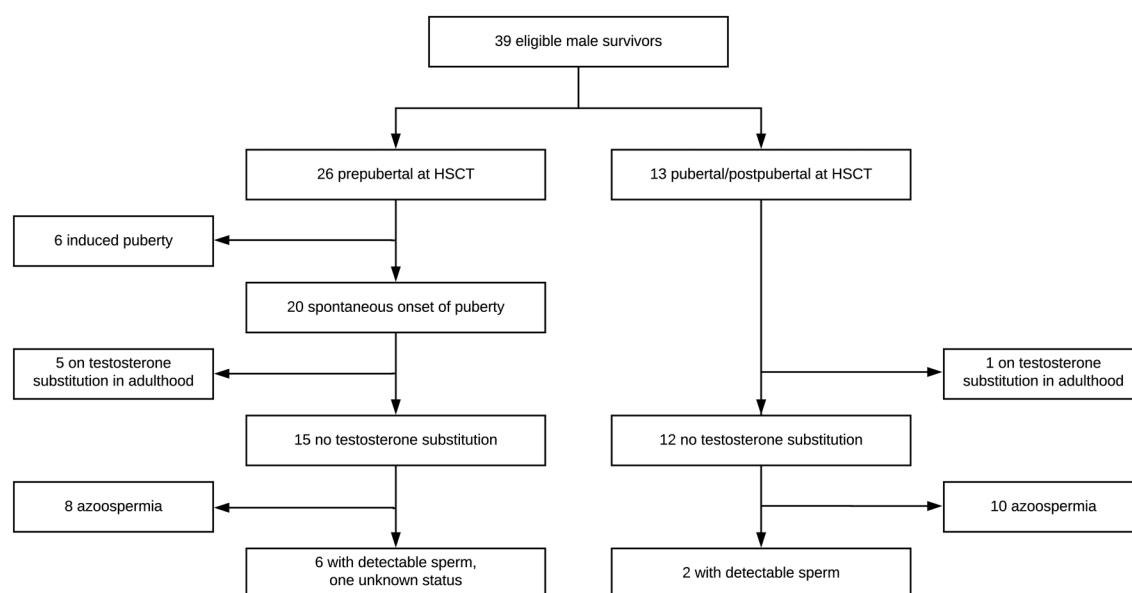 39 eligible male survivors
26 prepubertal at HSCT
13 pubertal/postpubertal at HSCT
6 induced puberty
20 spontaneous onset of puberty
5 on testosterone
substitution in adulthood
1 on testosterone
substitution in adulthood
15 no testosterone substitution
12 no testosterone substitution
8 azoospermia
10 azoospermia
6 with detectable sperm,
one unknown status
2 with detectable sperm